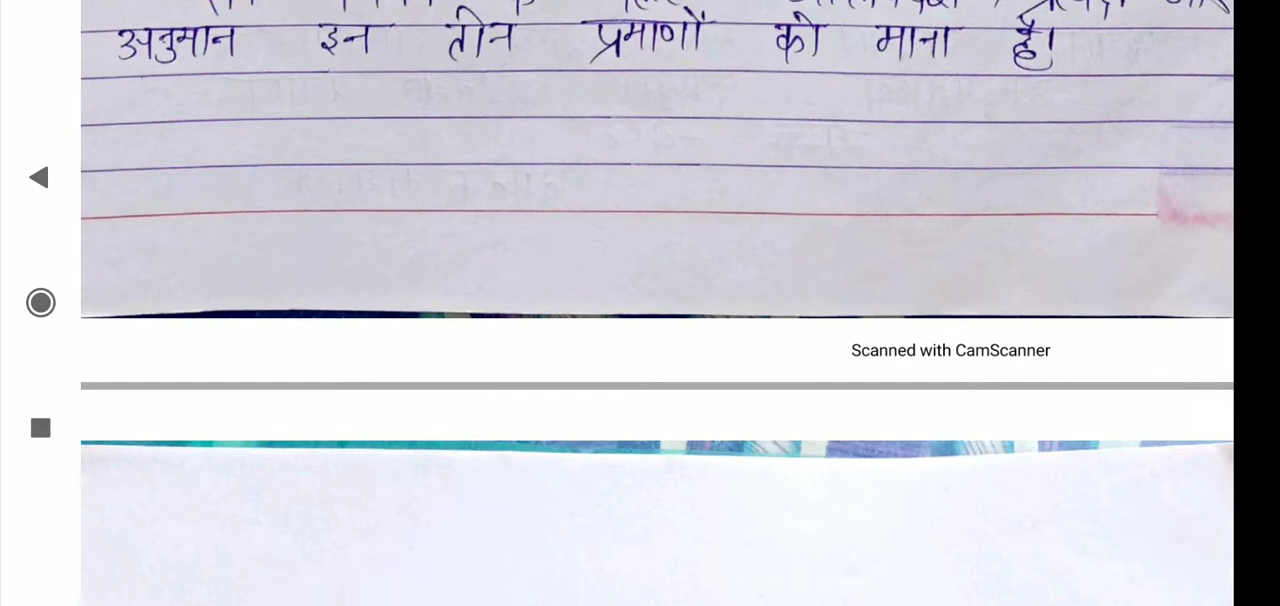 अनुमान इन तीन प्रमाणों को माना है।
Scanned with CamScanner